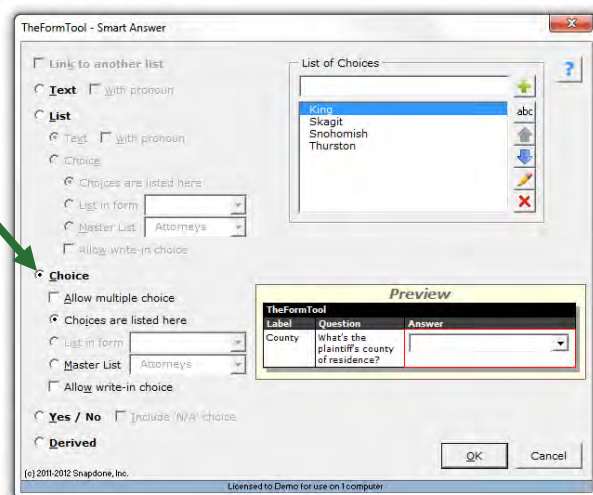 TheFormTool - Smart Answer
Link to another list
Text with pronoun
List
Text with pronoun
Choice
Choices are listed here
List in form
Master List Attorneys
Allow write-in choice
Choice
Allow multiple choice
Choices are listed here
List in form
Master List Attorneys
Allow write-in choice
Yes / No Include 'N/A' choice
Derived
List of Choices
?
King
Skagit
Snohomish
Thurston
abc
Preview
TheFormTool
Label Question Answer
County What's the
plaintiff's county
of residence?
OK Cancel
(c) 2011-2012 Snapdone, Inc.
Licensed to Demo for use on 1 computer